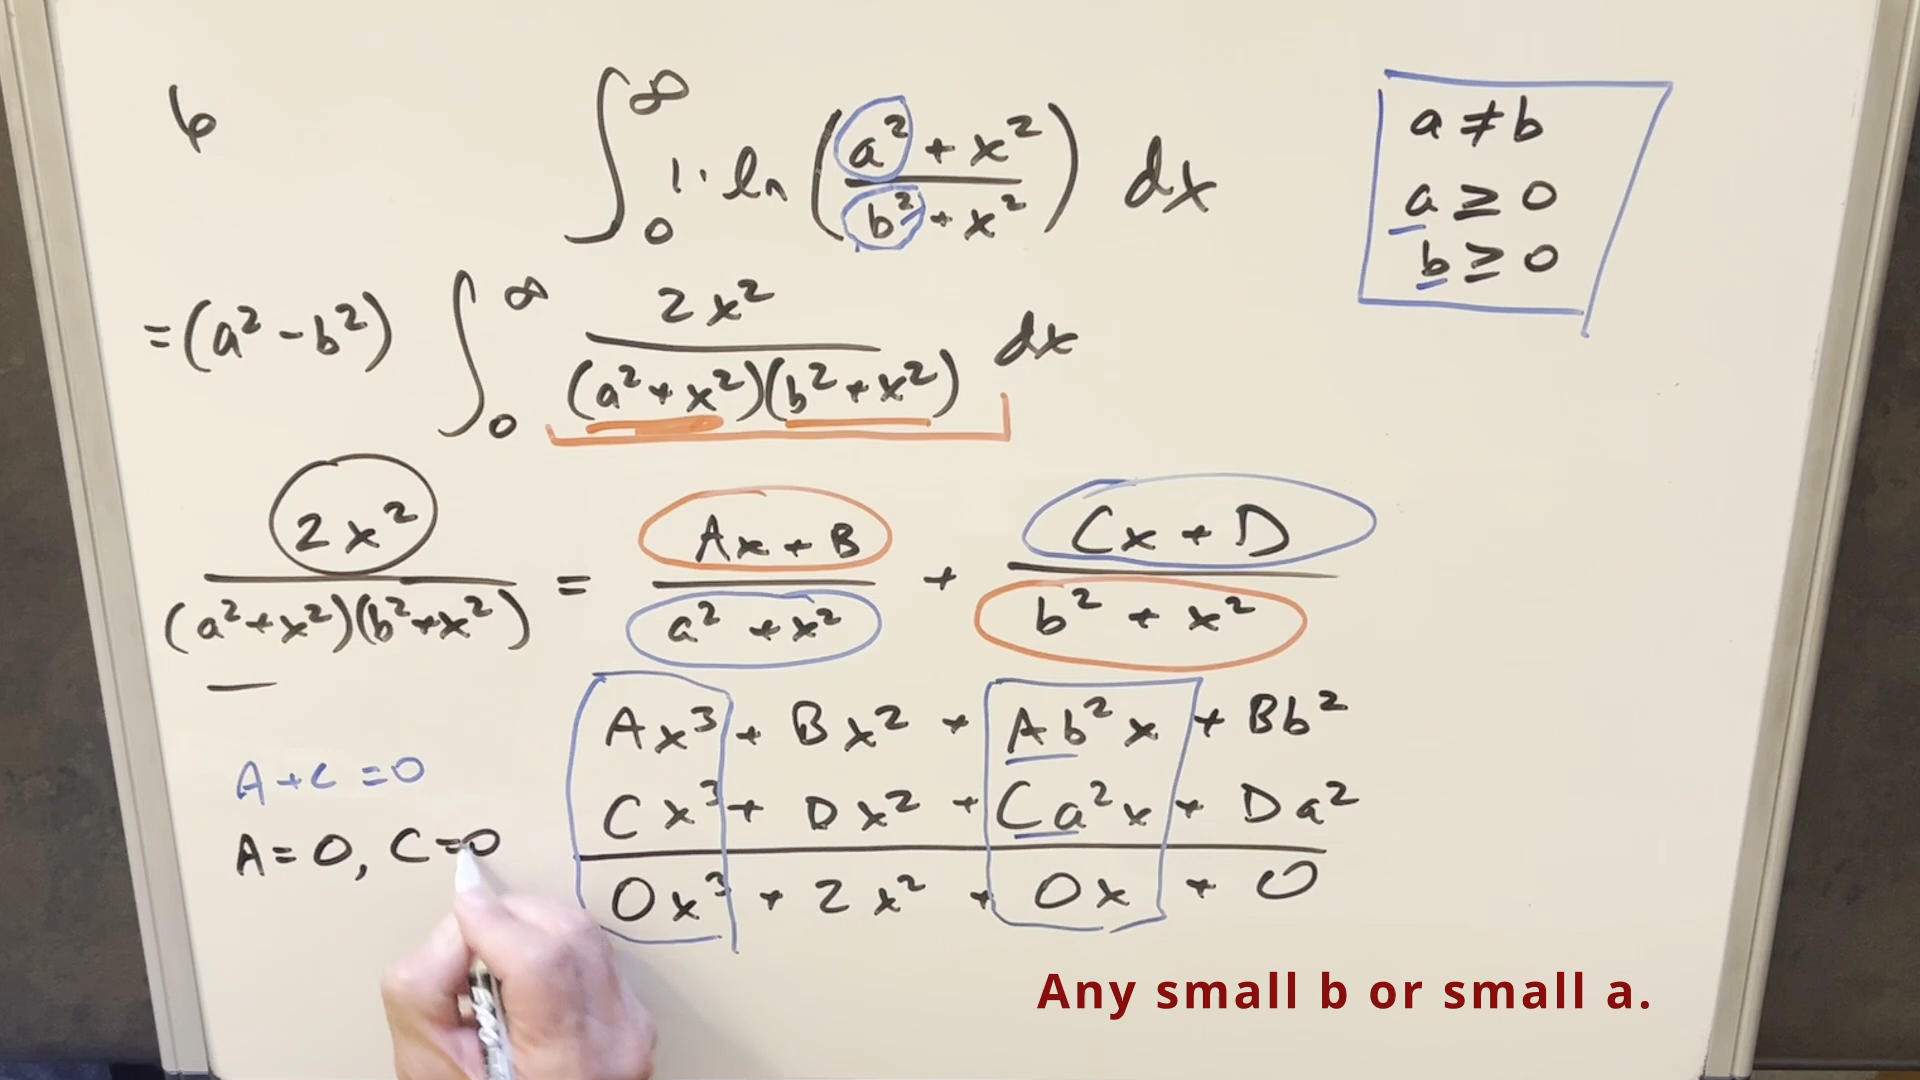 6
∫₀^∞ 1·ln((a²+x²)/(b²+x²)) dx
a≠b
a≥0
b≥0
=(a²-b²) ∫₀^∞ 2x²/((a²+x²)(b²+x²)) dx
2x²/((a²+x²)(b²+x²)) = (Ax+B)/(a²+x²) + (Cx+D)/(b²+x²)
Ax³ + Bx² + Ab²x + Bb²
Cx³ + Dx² + Ca²x + Da²
0x³ + 2x² + 0x + 0
A+C=0
A=0, C=0
Any small b or small a.